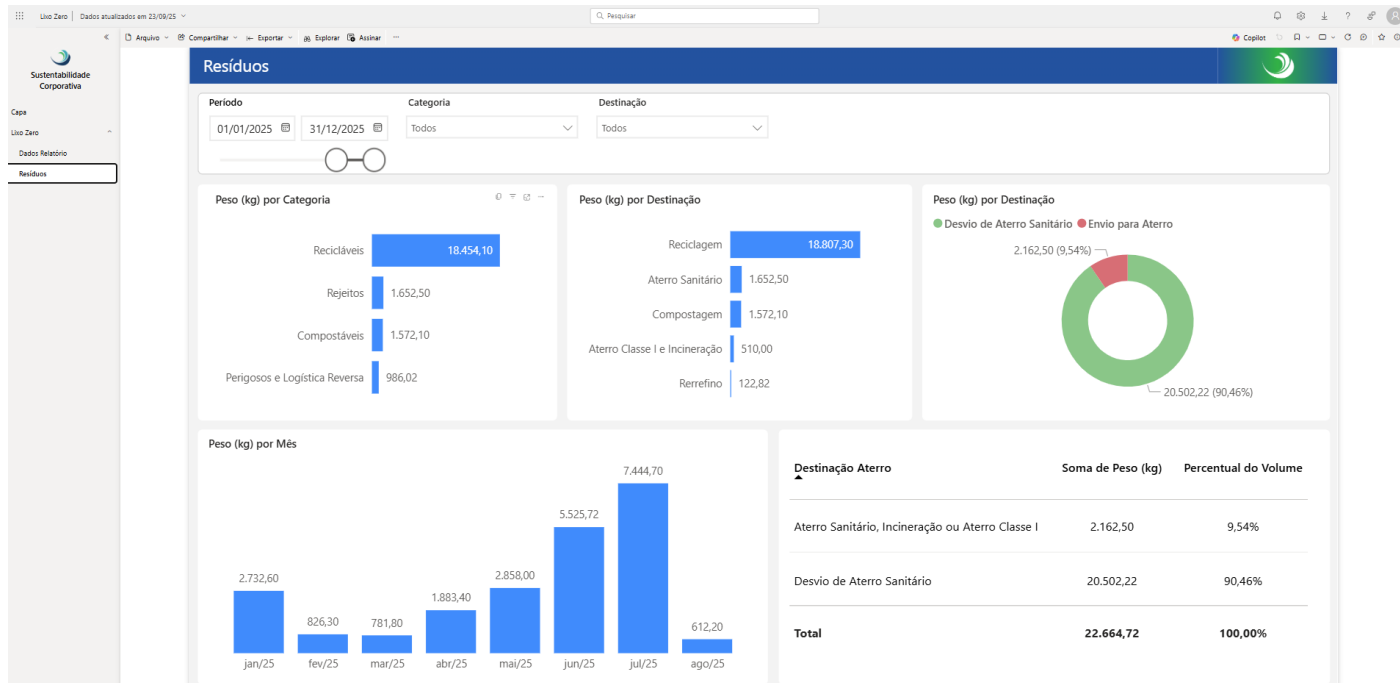 Lixo Zero
Dados atualizados em 23/09/25
Pesquisar
Arquivo
Compartilhar
Exportar
Explorar
Assinar
Copilot
Sustentabilidade
Corporativa
Capa
Lixo Zero
Dados Relatório
Resíduos
Resíduos
Período
Categoria
Destinação
01/01/2025
31/12/2025
Todos
Todos
Peso (kg) por Categoria
Recicláveis 18.454,10
Rejeitos 1.652,50
Compostáveis 1.572,10
Perigosos e Logística Reversa 986,02
Peso (kg) por Destinação
Reciclagem 18.807,30
Aterro Sanitário 1.652,50
Compostagem 1.572,10
Aterro Classe I e Incineração 510,00
Rerrefino 122,82
Peso (kg) por Destinação
Desvio de Aterro Sanitário Envio para Aterro
2.162,50 (9,54%)
20.502,22 (90,46%)
Peso (kg) por Mês
2.732,60
826,30
781,80
1.883,40
2.858,00
5.525,72
7.444,70
612,20
jan/25 fev/25 mar/25 abr/25 mai/25 jun/25 jul/25 ago/25
Destinação Aterro Soma de Peso (kg) Percentual do Volume
Aterro Sanitário, Incineração ou Aterro Classe I 2.162,50 9,54%
Desvio de Aterro Sanitário 20.502,22 90,46%
Total 22.664,72 100,00%